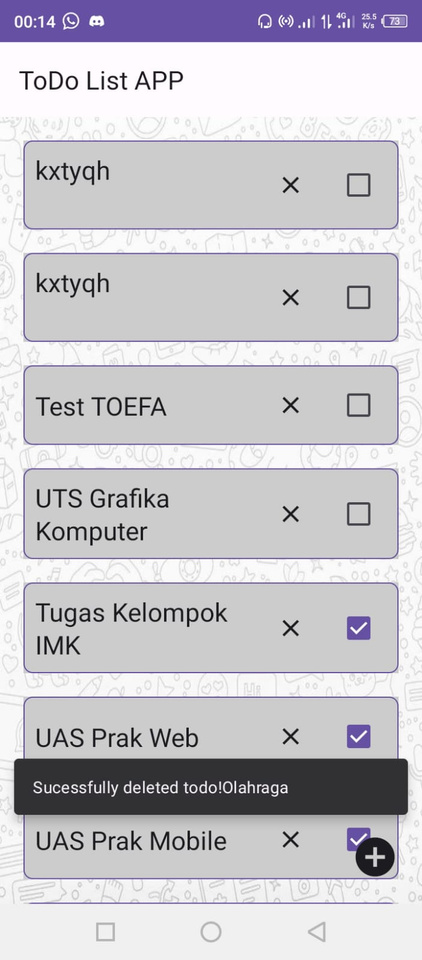 00:14
4G
25.5
K/s
73
ToDo List APP
kxtyqh
kxtyqh
Test TOEFA
UTS Grafika
Komputer
Tugas Kelompok
IMK
UAS Prak Web
Sucessfully deleted todo!Olahraga
UAS Prak Mobile